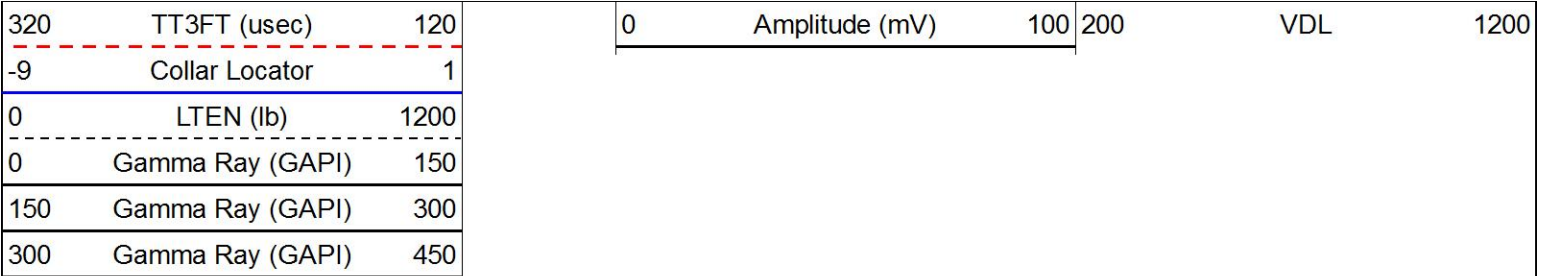 320 TT3FT (usec) 120 0 Amplitude (mV) 100 200 VDL 1200
-9 Collar Locator 1
0 LTEN (lb) 1200
0 Gamma Ray (GAPI) 150
150 Gamma Ray (GAPI) 300
300 Gamma Ray (GAPI) 450